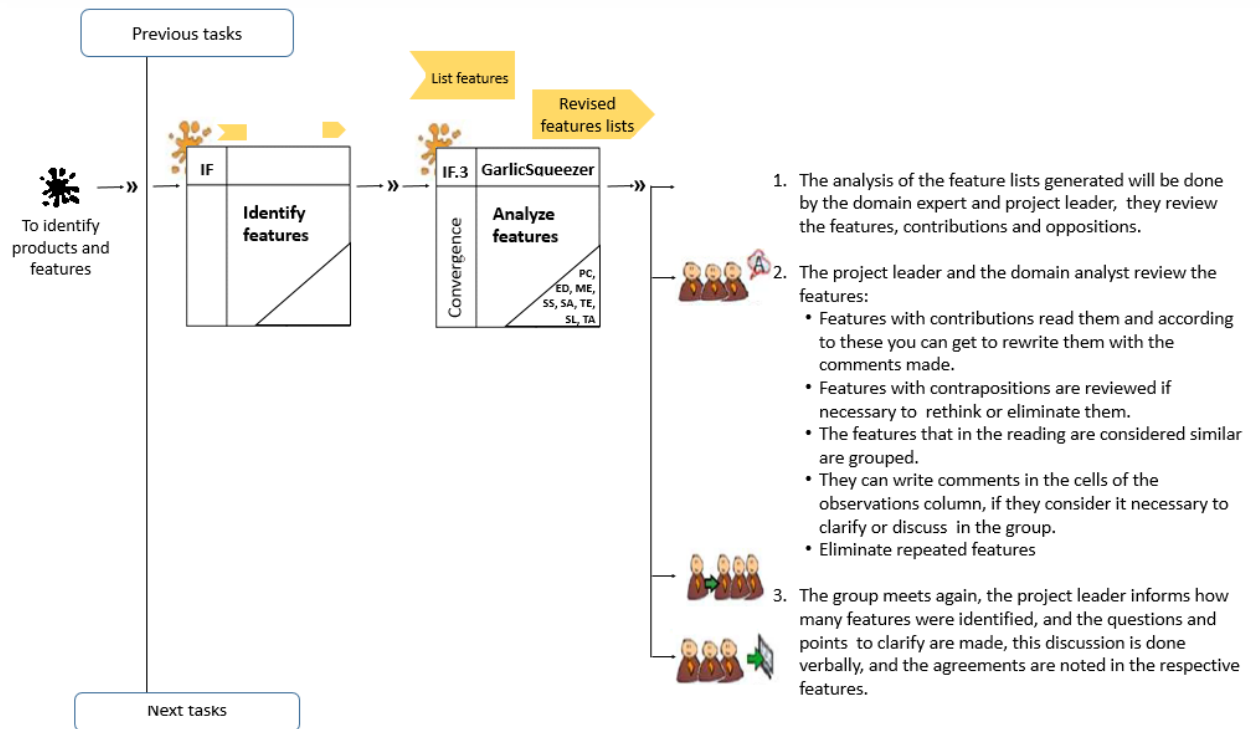 Previous tasks
List features
Revised
features lists
IF
IF.3 GarlicSqueezer
To identify
products and
features
Identify
features
Convergence
Analyze
features
PC,
ED, ME,
SS, SA, TE,
SL, TA
1. The analysis of the feature lists generated will be done
by the domain expert and project leader, they review
the features, contributions and oppositions.
A
2. The project leader and the domain analyst review the
features:
• Features with contributions read them and according
to these you can get to rewrite them with the
comments made.
• Features with contrapositions are reviewed if
necessary to rethink or eliminate them.
• The features that in the reading are considered similar
are grouped.
• They can write comments in the cells of the
observations column, if they consider it necessary to
clarify or discuss in the group.
• Eliminate repeated features
3. The group meets again, the project leader informs how
many features were identified, and the questions and
points to clarify are made, this discussion is done
verbally, and the agreements are noted in the respective
features.
Next tasks